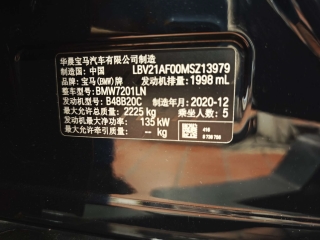 华晨宝马汽车有限公司制造
制造国：中国 LBV21AF00MSZ13979
品牌：宝马(BMW)牌 发动机排量：1998 mL
整车型号：BMW7201LN
发动机型号：B48B20C 制造年月：2020-12
最大允许总质量：2225 kg 乘坐人数：5
发动机最大净功率：135 kW
最大允许牵引质量：-- kg